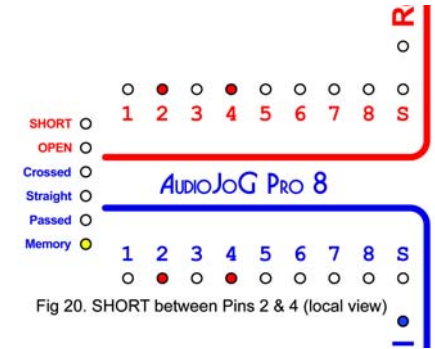 R
1 2 3 4 5 6 7 8 S
SHORT
OPEN
Crossed
Straight
Passed
Memory
AUDIOJOG PRO 8
1 2 3 4 5 6 7 8 S
Fig 20. SHORT between Pins 2 & 4 (local view)